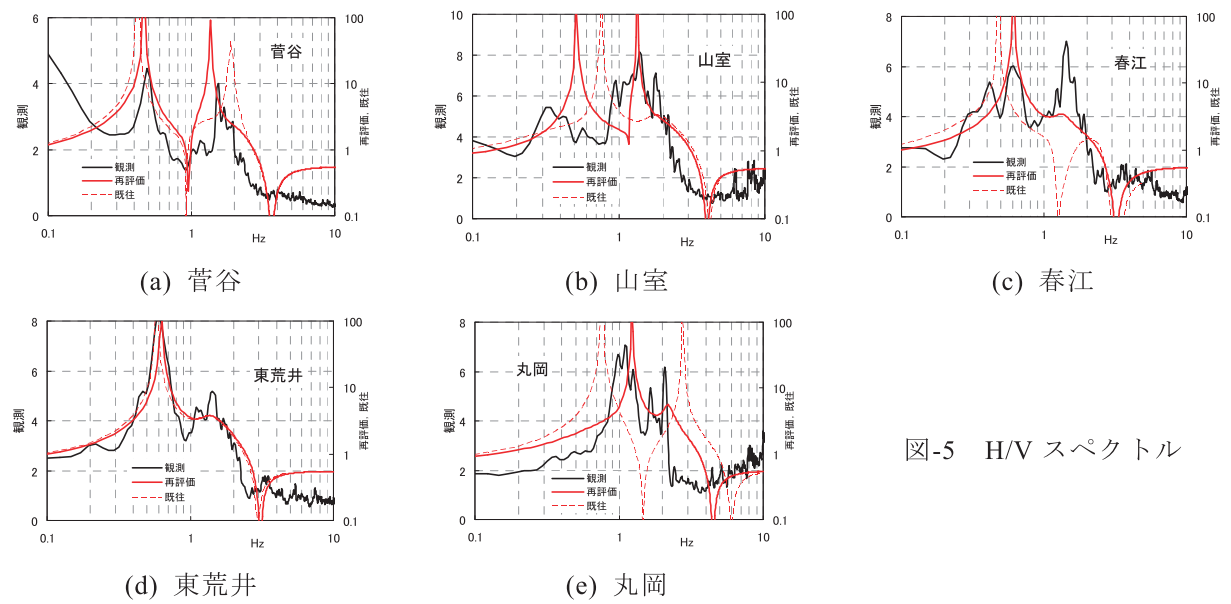 6
4
2
0
観測
菅谷
観測
再評価
既往
100
10
1
0.1
再評価, 既往
0.1
1
10
Hz
(a) 菅谷
10
8
6
4
2
0
観測
山室
観測
再評価
既往
100
10
1
0.1
再評価, 既往
0.1
1
10
Hz
(b) 山室
8
6
4
2
0
観測
春江
観測
再評価
既往
100
10
1
0.1
再評価, 既往
0.1
1
10
Hz
(c) 春江
8
6
4
2
0
観測
東荒井
観測
再評価
既往
100
10
1
0.1
再評価, 既往
0.1
1
10
Hz
(d) 東荒井
8
6
4
2
0
観測
丸岡
観測
再評価
既往
100
10
1
0.1
再評価, 既往
0.1
1
10
Hz
(e) 丸岡
図-5 H/V スペクトル